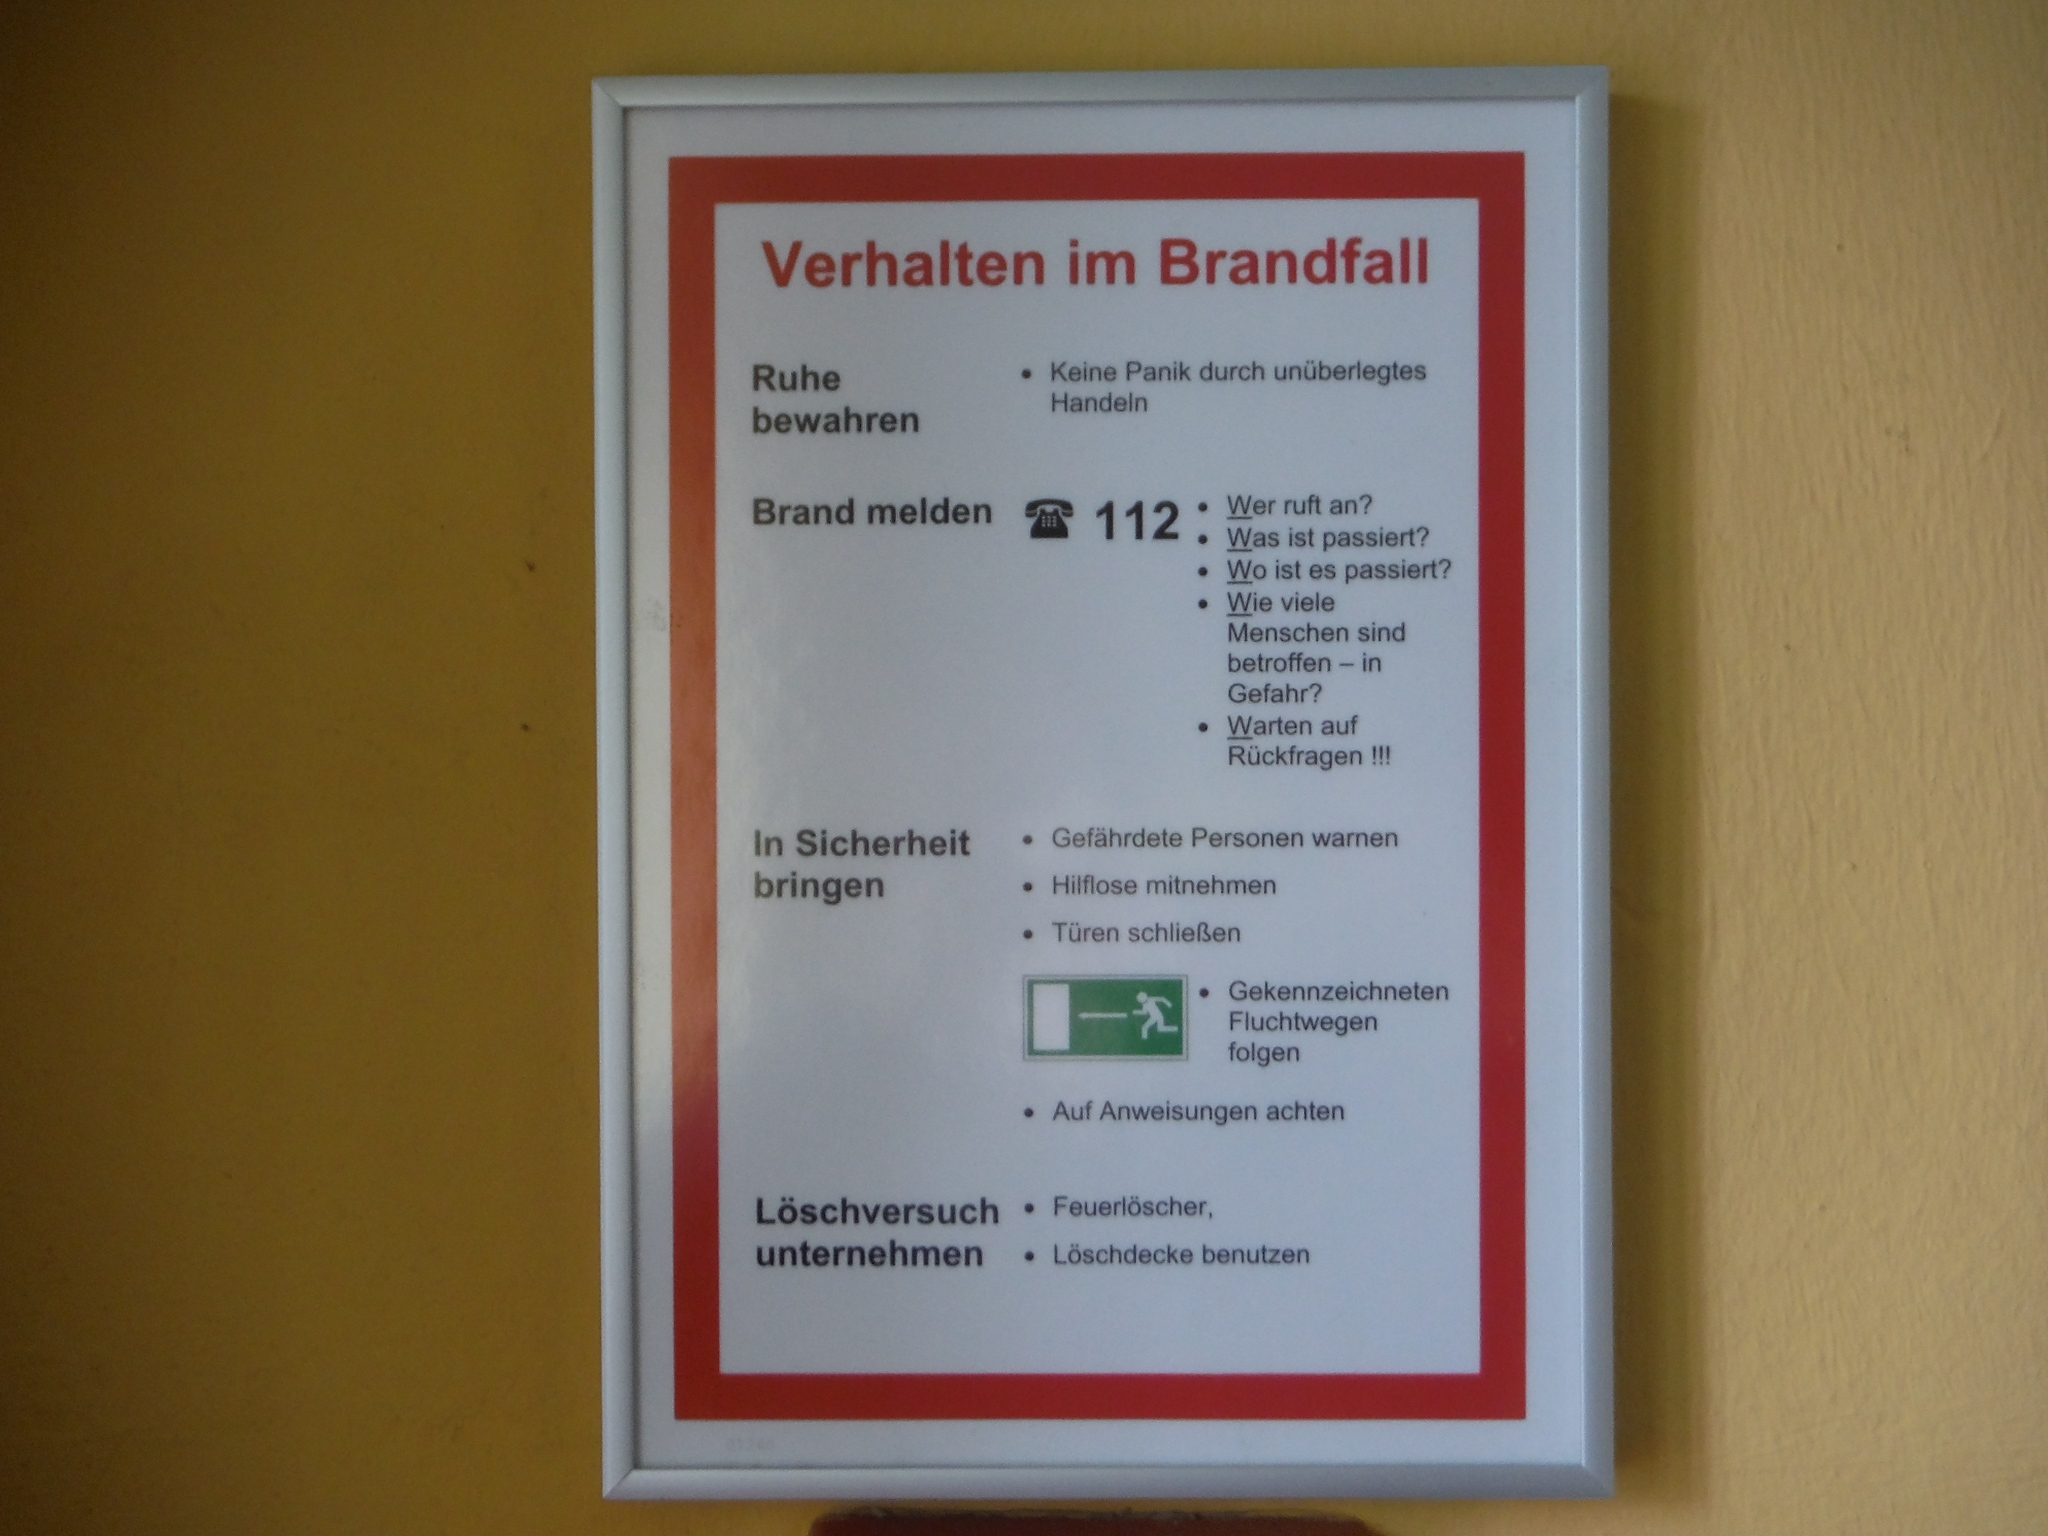 Verhalten im Brandfall
Ruhe
bewahren
• Keine Panik durch unüberlegtes
Handeln
Brand melden
☎ 112
• Wer ruft an?
• Was ist passiert?
• Wo ist es passiert?
• Wie viele
Menschen sind
betroffen – in
Gefahr?
• Warten auf
Rückfragen !!!
In Sicherheit
bringen
• Gefährdete Personen warnen
• Hilflose mitnehmen
• Türen schließen
• Gekennzeichneten
Fluchtwegen
folgen
• Auf Anweisungen achten
Löschversuch
unternehmen
• Feuerlöscher,
• Löschdecke benutzen